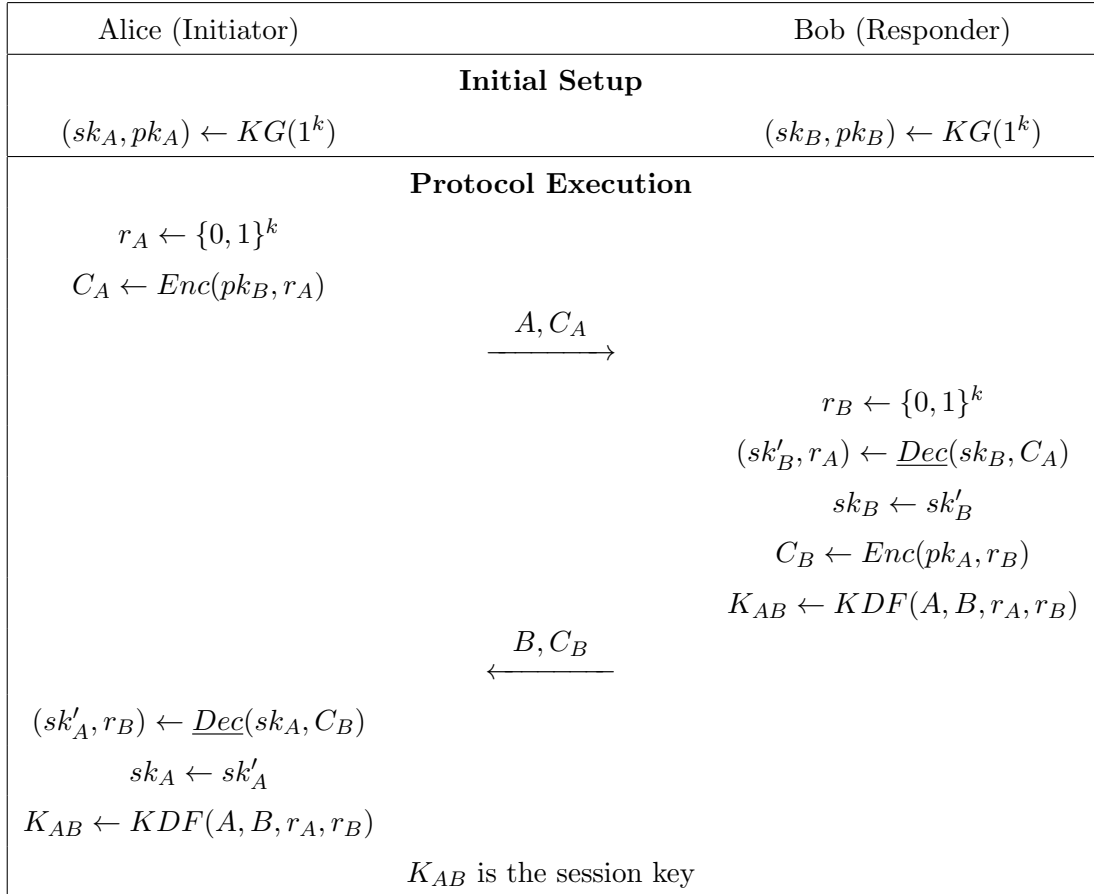 Alice (Initiator) Bob (Responder)
Initial Setup
(sk_A, pk_A) ← KG(1^k) (sk_B, pk_B) ← KG(1^k)
Protocol Execution
r_A ← {0, 1}^k
C_A ← Enc(pk_B, r_A)
A, C_A
r_B ← {0, 1}^k
(sk'_B, r_A) ← Dec(sk_B, C_A)
sk_B ← sk'_B
C_B ← Enc(pk_A, r_B)
K_AB ← KDF(A, B, r_A, r_B)
B, C_B
(sk'_A, r_B) ← Dec(sk_A, C_B)
sk_A ← sk'_A
K_AB ← KDF(A, B, r_A, r_B)
K_AB is the session key